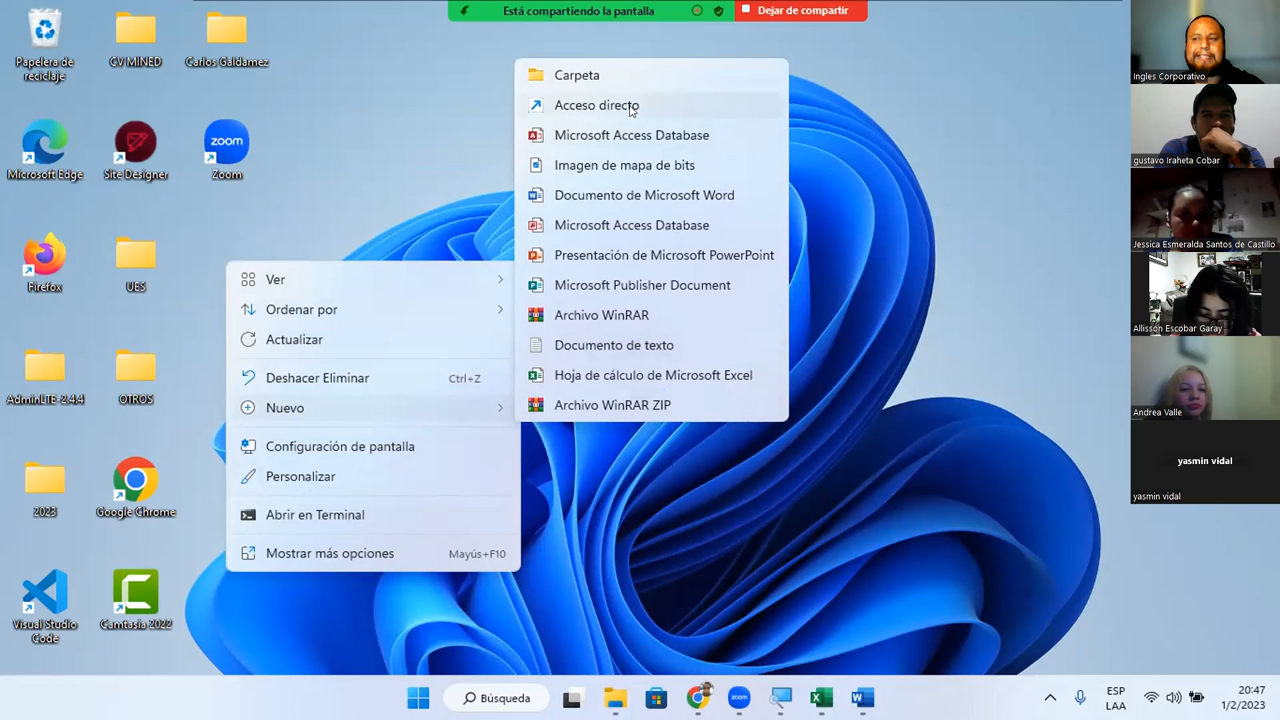 Está compartiendo la pantalla
Dejar de compartir
Papelera de
reciclaje
CV MINED
Carlos Galdamez
Microsoft Edge
Site Designer
zoom
Zoom
Firefox
UES
AdminLTE-2.4.4
OTROS
2023
Google Chrome
Visual Studio
Code
Camtasia 2022
Ver
Ordenar por
Actualizar
Deshacer Eliminar
Ctrl+Z
Nuevo
Configuración de pantalla
Personalizar
Abrir en Terminal
Mostrar más opciones
Mayús+F10
Carpeta
Acceso directo
Microsoft Access Database
Imagen de mapa de bits
Documento de Microsoft Word
Microsoft Access Database
Presentación de Microsoft PowerPoint
Microsoft Publisher Document
Archivo WinRAR
Documento de texto
Hoja de cálculo de Microsoft Excel
Archivo WinRAR ZIP
Ingles Corporativo
gustavo Iraheta Cobar
Jessica Esmeralda Santos de Castillo
Allisson Escobar Garay
Andrea Valle
yasmin vidal
yasmin vidal
Búsqueda
zoom
ESP
LAA
20:47
1/2/2023